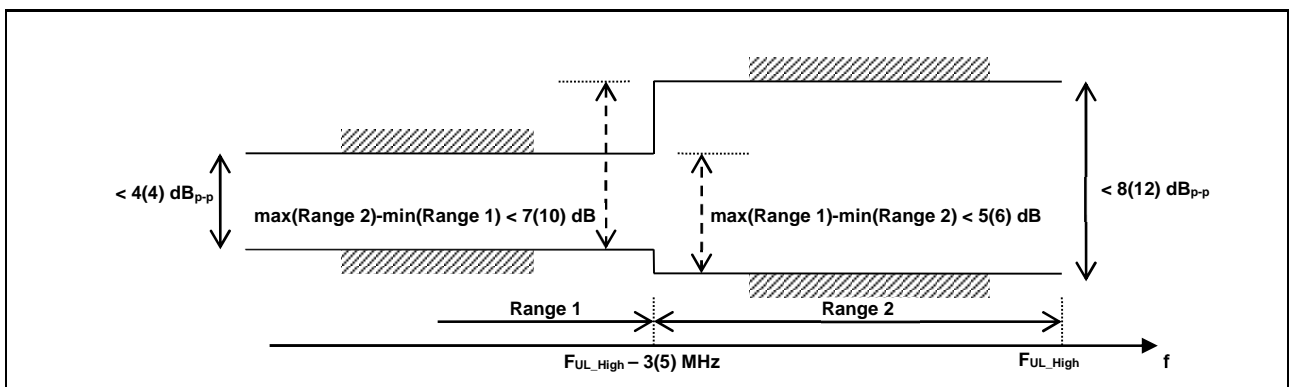 < 4(4) dBp-p
max(Range 2)-min(Range 1) < 7(10) dB
max(Range 1)-min(Range 2) < 5(6) dB
< 8(12) dBp-p
Range 1
Range 2
FUL_High – 3(5) MHz
FUL_High
f